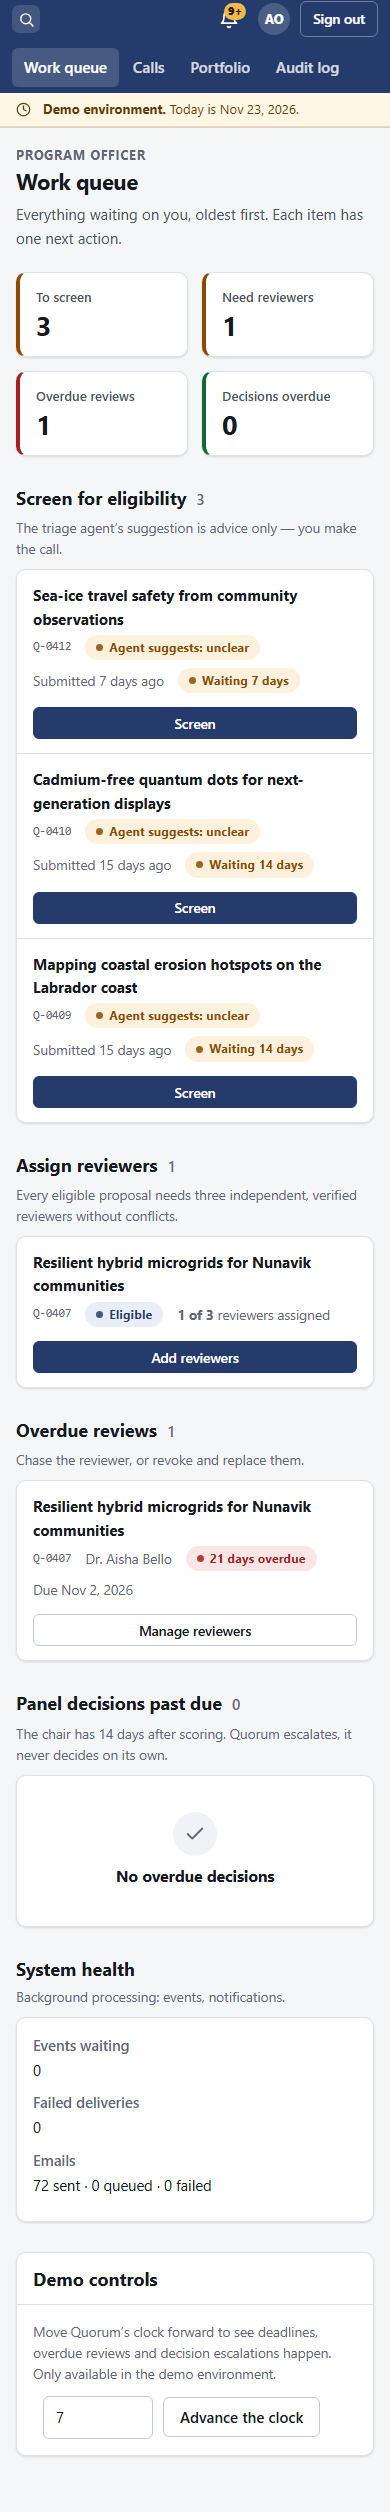 9+
AO
Sign out
Work queue
Calls
Portfolio
Audit log
Demo environment. Today is Nov 23, 2026.
PROGRAM OFFICER
Work queue
Everything waiting on you, oldest first. Each item has
one next action.
To screen
3
Need reviewers
1
Overdue reviews
1
Decisions overdue
0
Screen for eligibility 3
The triage agent's suggestion is advice only — you make
the call.
Sea-ice travel safety from community
observations
Q-0412 Agent suggests: unclear
Submitted 7 days ago Waiting 7 days
Screen
Cadmium-free quantum dots for next-
generation displays
Q-0410 Agent suggests: unclear
Submitted 15 days ago Waiting 14 days
Screen
Mapping coastal erosion hotspots on the
Labrador coast
Q-0409 Agent suggests: unclear
Submitted 15 days ago Waiting 14 days
Screen
Assign reviewers 1
Every eligible proposal needs three independent, verified
reviewers without conflicts.
Resilient hybrid microgrids for Nunavik
communities
Q-0407 Eligible 1 of 3 reviewers assigned
Add reviewers
Overdue reviews 1
Chase the reviewer, or revoke and replace them.
Resilient hybrid microgrids for Nunavik
communities
Q-0407 Dr. Aisha Bello 21 days overdue
Due Nov 2, 2026
Manage reviewers
Panel decisions past due 0
The chair has 14 days after scoring. Quorum escalates, it
never decides on its own.
No overdue decisions
System health
Background processing: events, notifications.
Events waiting
0
Failed deliveries
0
Emails
72 sent · 0 queued · 0 failed
Demo controls
Move Quorum's clock forward to see deadlines,
overdue reviews and decision escalations happen.
Only available in the demo environment.
7
Advance the clock